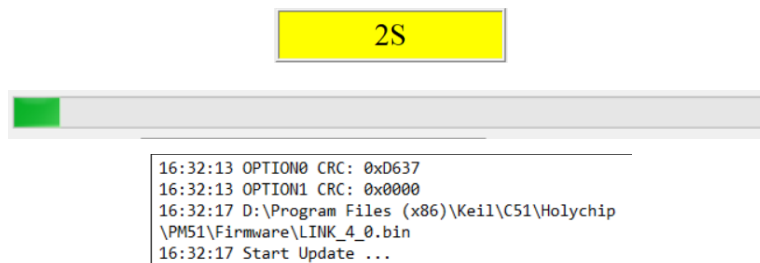 2S
16:32:13 OPTION0 CRC: 0xD637
16:32:13 OPTION1 CRC: 0x0000
16:32:17 D:\Program Files (x86)\Keil\C51\Holychip
\PM51\Firmware\LINK_4_0.bin
16:32:17 Start Update ...